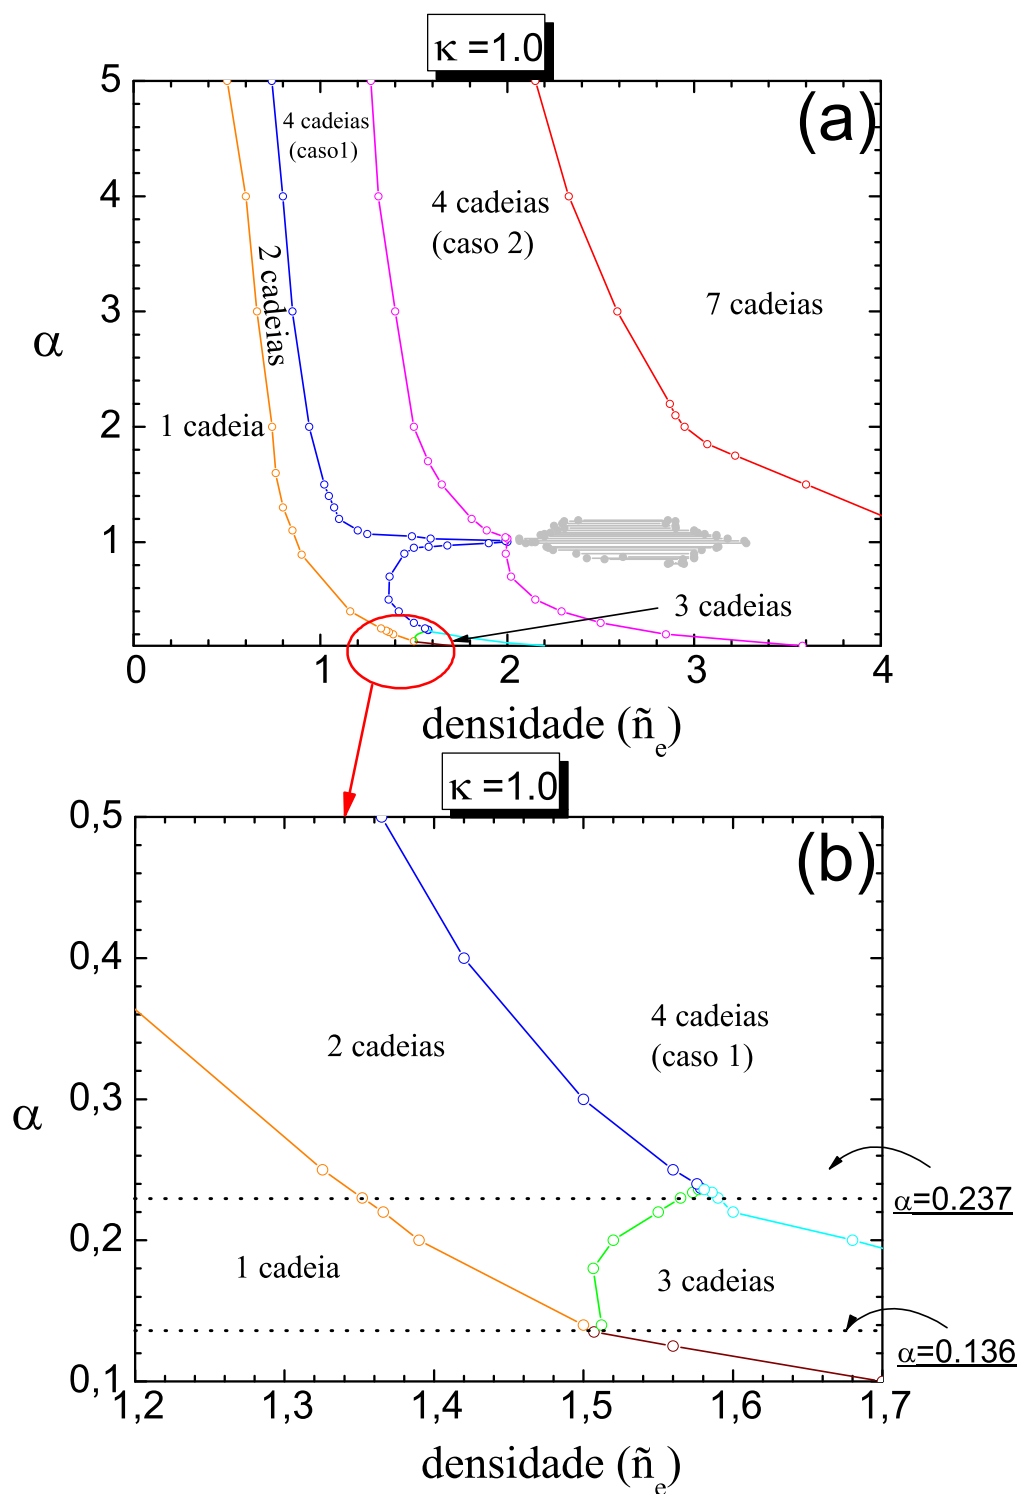 κ =1.0
(a)
5
4
3
2
1
α
4 cadeias
(caso1)
4 cadeias
(caso 2)
2 cadeias
7 cadeias
1 cadeia
3 cadeias
0 1 2 3 4
densidade (ñe)
κ =1.0
(b)
0,5
0,4
0,3
0,2
0,1
α
4 cadeias
(caso 1)
2 cadeias
α=0.237
1 cadeia
3 cadeias
α=0.136
1,2 1,3 1,4 1,5 1,6 1,7
densidade (ñe)